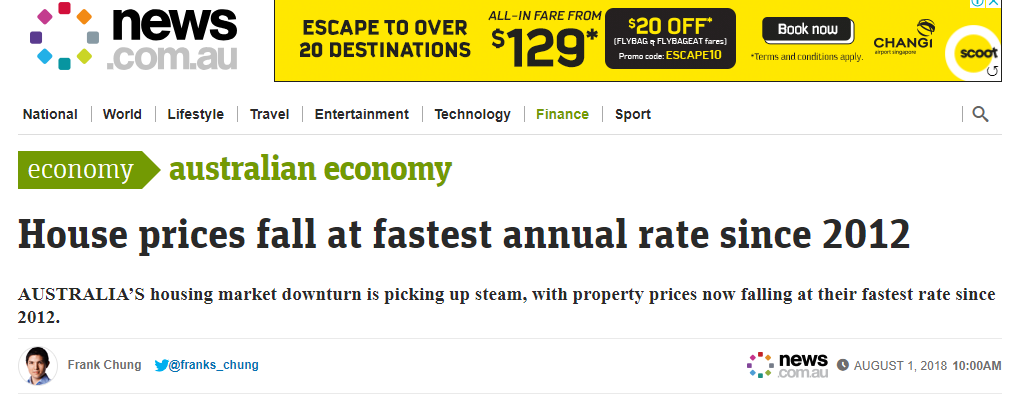 news
.com.au
ESCAPE TO OVER
20 DESTINATIONS
ALL-IN FARE FROM
$129*
$20 OFF*
(FLYBAG & FLYBAGEAT fares)
Promo code: ESCAPE10
Book now
*Terms and conditions apply.
CHANGI
airport singapore
scoot
National
World
Lifestyle
Travel
Entertainment
Technology
Finance
Sport
economy
australian economy
House prices fall at fastest annual rate since 2012
AUSTRALIA’S housing market downturn is picking up steam, with property prices now falling at their fastest rate since
2012.
Frank Chung
@franks_chung
news
.com.au
AUGUST 1, 2018 10:00AM